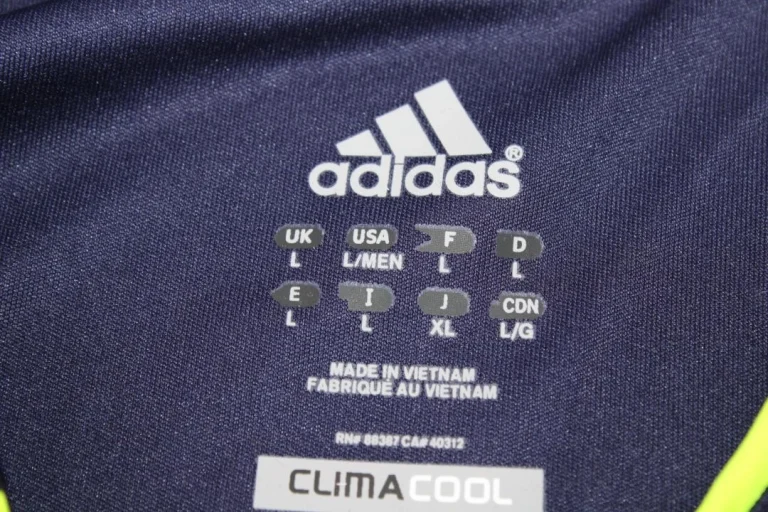 adidas®
UK USA F D
L L/MEN L L
E I J CDN
L L XL L/G
MADE IN VIETNAM
FABRIQUÉ AU VIETNAM
RN# 88387 CA# 40312
CLIMACOOL